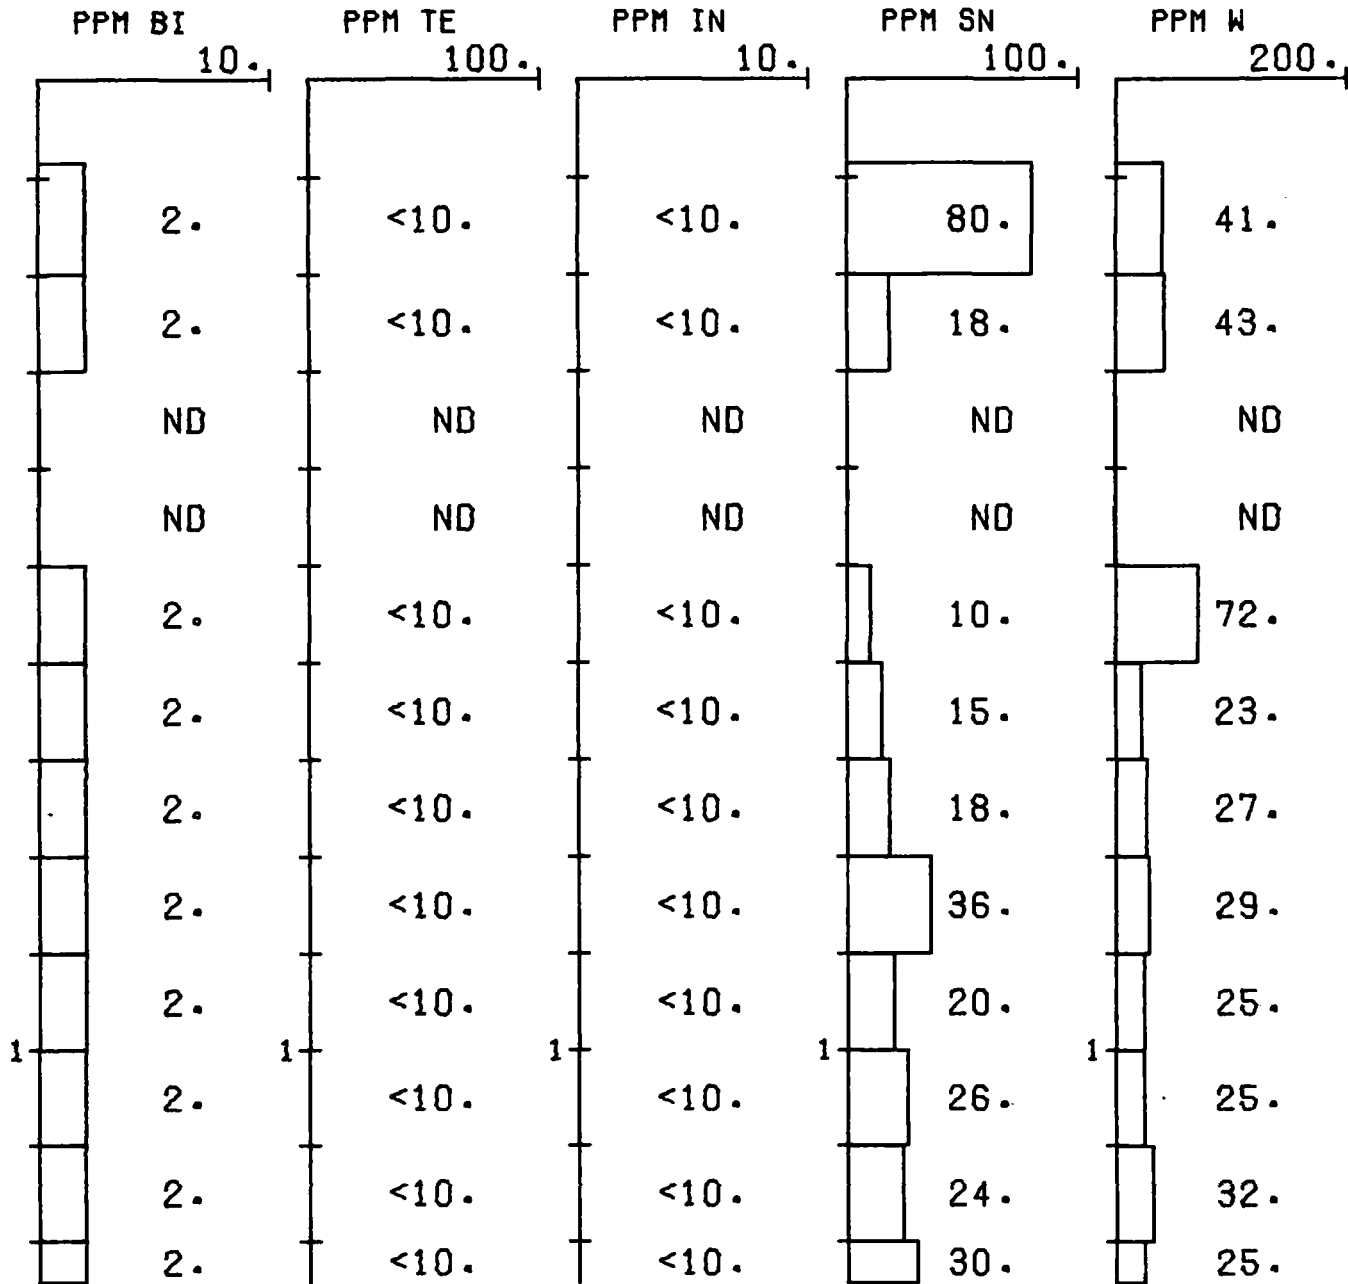 PPM BI PPM TE PPM IN PPM SN PPM W
10. 100. 10. 100. 200.
2. <10. <10. 80. 41.
2. <10. <10. 18. 43.
ND ND ND ND ND
ND ND ND ND ND
2. <10. <10. 10. 72.
2. <10. <10. 15. 23.
2. <10. <10. 18. 27.
2. <10. <10. 36. 29.
2. <10. <10. 20. 25.
1 1 1 1 1
2. <10. <10. 26. 25.
2. <10. <10. 24. 32.
2. <10. <10. 30. 25.